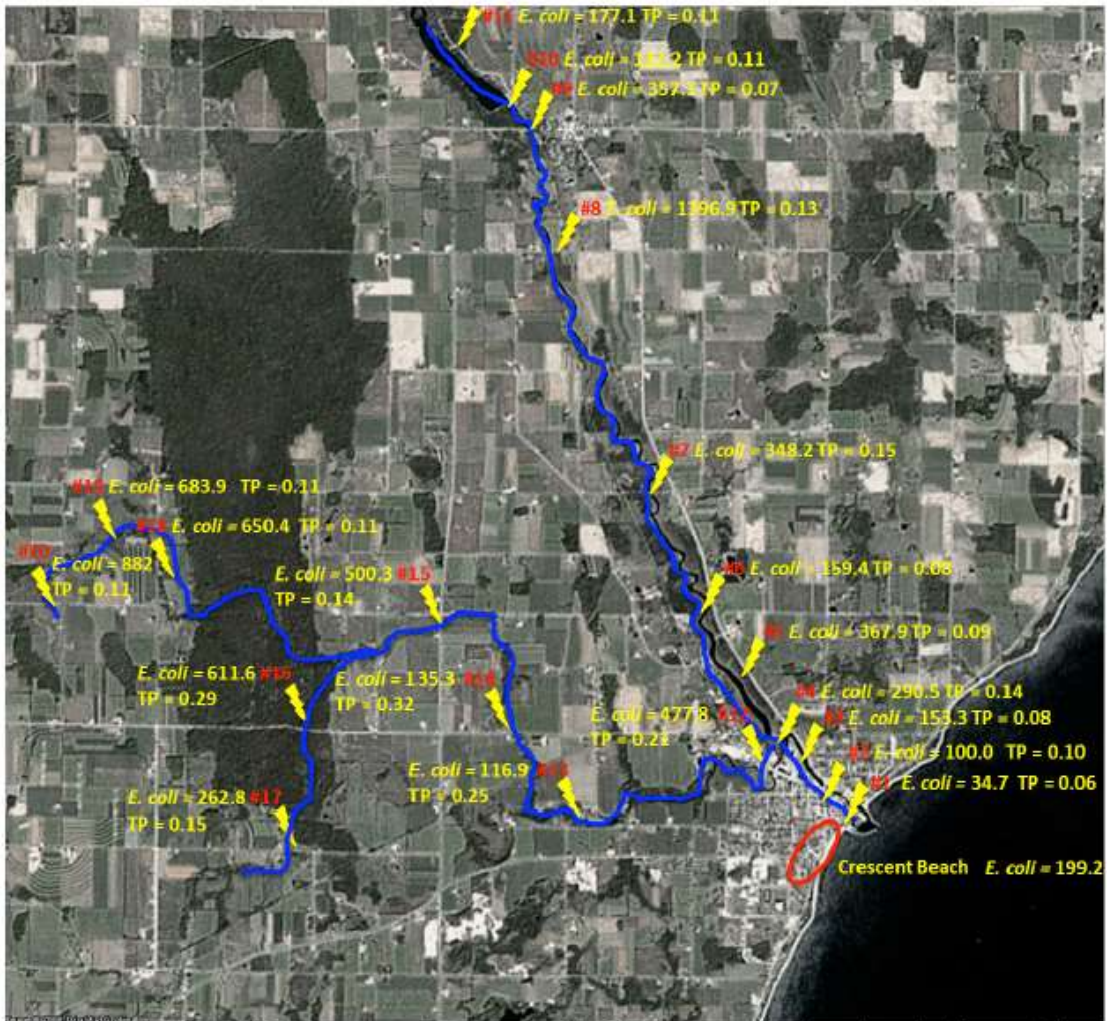 #11 E. coli = 177.1 TP = 0.11
TP = 0.11
E. coli = 357.3 TP = 0.07
#8 E. coli = 1396.9 TP = 0.13
#7 E. coli = 348.2 TP = 0.15
#19 E. coli = 683.9 TP = 0.11
E. coli = 650.4 TP = 0.11
#20
E. coli = 882
TP = 0.11
E. coli = 500.3 #15
TP = 0.14
#6 E. coli = 159.4 TP = 0.08
E. coli = 367.9 TP = 0.09
E. coli = 611.6 #16
TP = 0.29
E. coli = 135.3 #14
TP = 0.32
#4 E. coli = 290.5 TP = 0.14
E. coli = 477.8
TP = 0.22
#3 E. coli = 153.3 TP = 0.08
E. coli = 100.0 TP = 0.10
E. coli = 116.9
TP = 0.25
#1 E. coli = 34.7 TP = 0.06
E. coli = 262.8 #17
TP = 0.15
Crescent Beach E. coli = 199.2